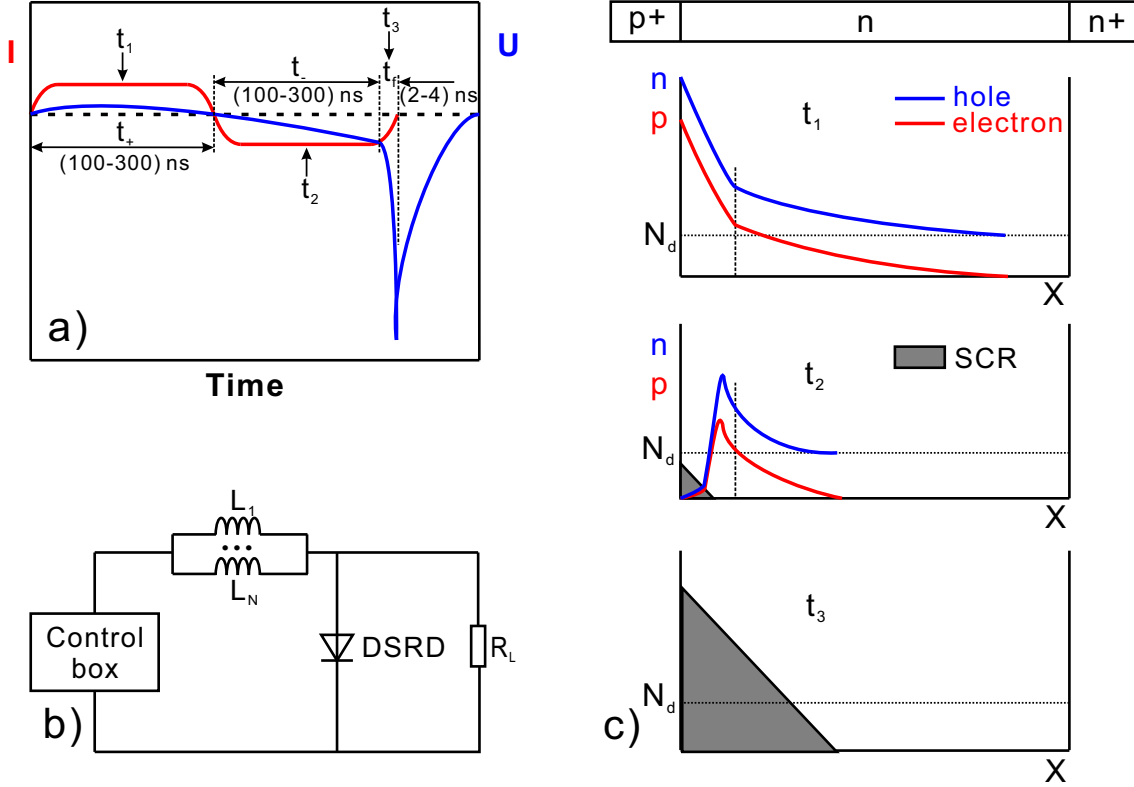 I
U
t1
t3
t-
(100-300) ns
tf
(2-4) ns
t+
(100-300) ns
t2
a)
Time
L1
LN
Control
box
DSRD
RL
b)
p+
n
n+
n
p
t1
hole
electron
Nd
X
n
p
t2
SCR
Nd
X
t3
Nd
c)
X